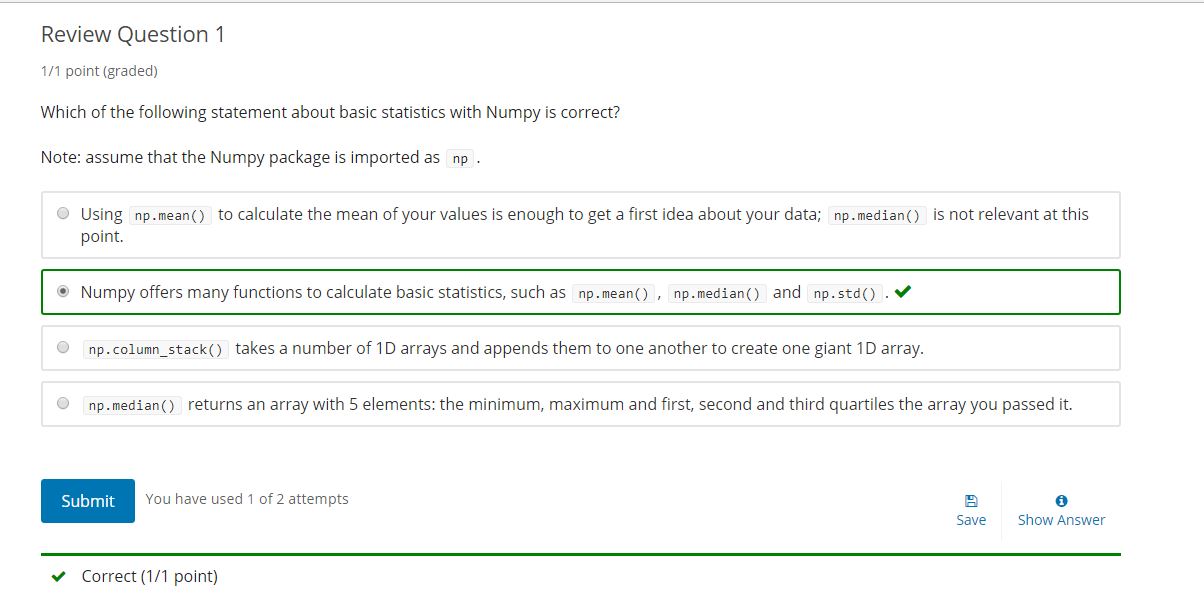 Review Question 1
1/1 point (graded)
Which of the following statement about basic statistics with Numpy is correct?
Note: assume that the Numpy package is imported as np .
Using np.mean() to calculate the mean of your values is enough to get a first idea about your data; np.median() is not relevant at this
point.
Numpy offers many functions to calculate basic statistics, such as np.mean() , np.median() and np.std() .
np.column_stack() takes a number of 1D arrays and appends them to one another to create one giant 1D array.
np.median() returns an array with 5 elements: the minimum, maximum and first, second and third quartiles the array you passed it.
Submit You have used 1 of 2 attempts
Save Show Answer
Correct (1/1 point)